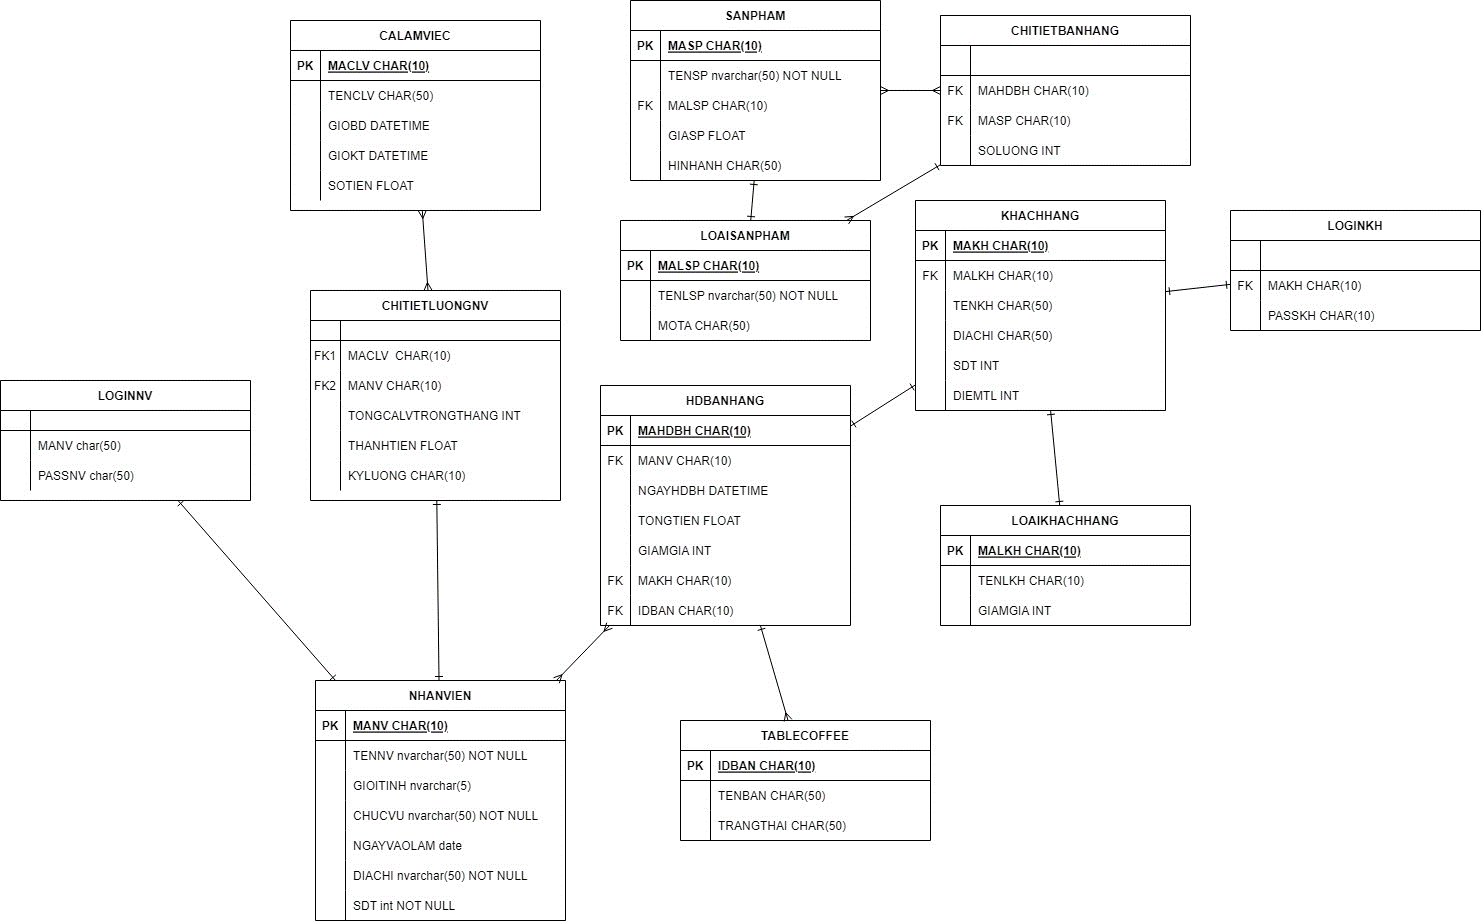 CALAMVIEC
PK MACLV CHAR(10)
TENCLV CHAR(50)
GIOBD DATETIME
GIOKT DATETIME
SOTIEN FLOAT
SANPHAM
PK MASP CHAR(10)
TENSP nvarchar(50) NOT NULL
FK MALSP CHAR(10)
GIASP FLOAT
HINHANH CHAR(50)
CHITIETBANHANG
FK MAHDBH CHAR(10)
FK MASP CHAR(10)
SOLUONG INT
LOAISANPHAM
PK MALSP CHAR(10)
TENLSP nvarchar(50) NOT NULL
MOTA CHAR(50)
KHACHHANG
PK MAKH CHAR(10)
FK MALKH CHAR(10)
TENKH CHAR(50)
DIACHI CHAR(50)
SDT INT
DIEMTL INT
LOGINKH
FK MAKH CHAR(10)
PASSKH CHAR(10)
CHITIETLUONGNV
FK1 MACLV CHAR(10)
FK2 MANV CHAR(10)
TONGCALVTRONGTHANG INT
THANHTIEN FLOAT
KYLUONG CHAR(10)
LOGINNV
MANV char(50)
PASSNV char(50)
HDBANHANG
PK MAHDBH CHAR(10)
FK MANV CHAR(10)
NGAYHDBH DATETIME
TONGTIEN FLOAT
GIAMGIA INT
FK MAKH CHAR(10)
FK IDBAN CHAR(10)
LOAIKHACHHANG
PK MALKH CHAR(10)
TENLKH CHAR(10)
GIAMGIA INT
NHANVIEN
PK MANV CHAR(10)
TENNV nvarchar(50) NOT NULL
GIOITINH nvarchar(5)
CHUCVU nvarchar(50) NOT NULL
NGAYVAOLAM date
DIACHI nvarchar(50) NOT NULL
SDT int NOT NULL
TABLECOFFEE
PK IDBAN CHAR(10)
TENBAN CHAR(50)
TRANGTHAI CHAR(50)